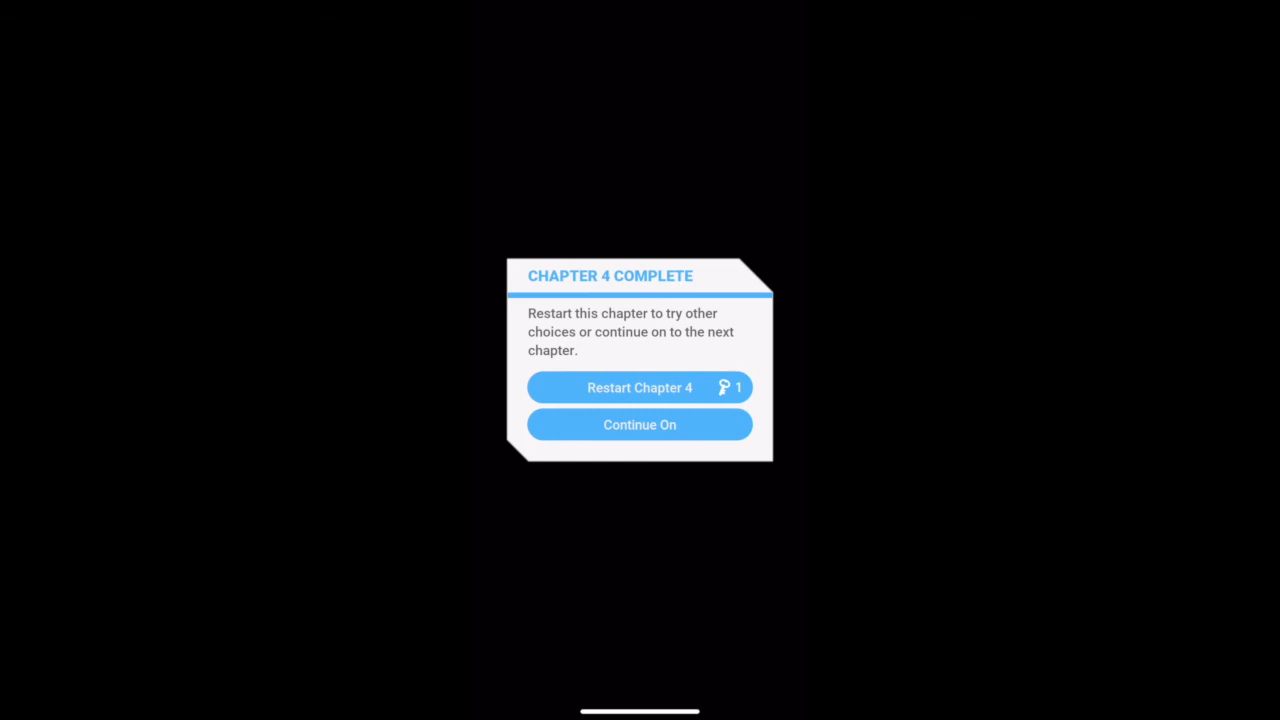 CHAPTER 4 COMPLETE
Restart this chapter to try other
choices or continue on to the next
chapter.
Restart Chapter 4 1
Continue On